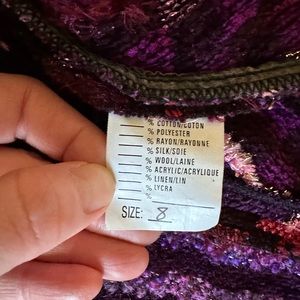 % COTTON/COTON
% POLYESTER
% RAYON/RAYONNE
% SILK/SOIE
% WOOL/LAINE
% ACRYLIC/ACRYLIQUE
% LINEN/LIN
% LYCRA
%
SIZE: 8